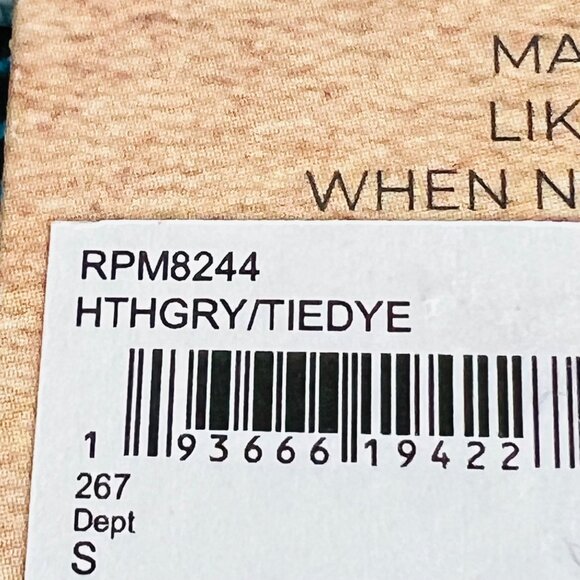 MA
LIK
WHEN N
RPM8244
HTHGRY/TIEDYE
1 93666 19422
267
Dept
S